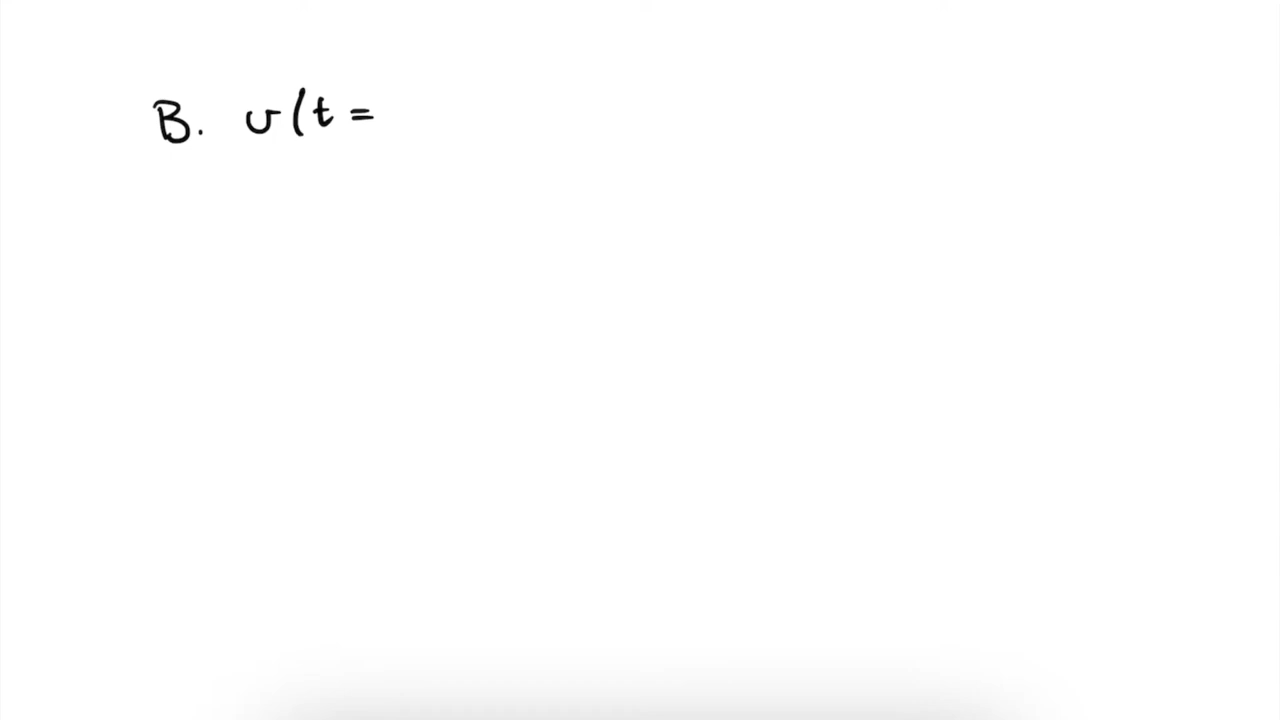 B. v(t =